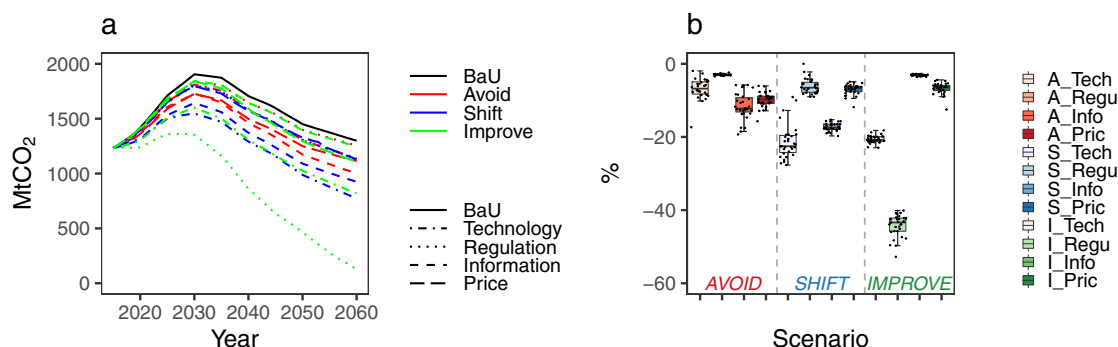 a
MtCO2
2000
1500
1000
500
0
2020 2030 2040 2050 2060
Year
BaU
Avoid
Shift
Improve
BaU
Technology
Regulation
Information
Price
b
%
0
−20
−40
−60
AVOID SHIFT IMPROVE
Scenario
A_Tech
A_Regu
A_Info
A_Pric
S_Tech
S_Regu
S_Info
S_Pric
I_Tech
I_Regu
I_Info
I_Pric